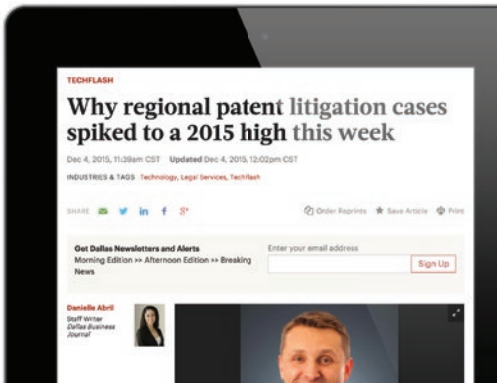 TECHFLASH
Why regional patent litigation cases
spiked to a 2015 high this week
Dec 4, 2015, 11:39am CST Updated Dec 4, 2015, 12:02pm CST
INDUSTRIES & TAGS Technology, Legal Services, Techflash
SHARE
Order Reprints Save Article Print
Get Dallas Newsletters and Alerts
Morning Edition >> Afternoon Edition >> Breaking
News
Enter your email address
Sign Up
Danielle Abril
Staff Writer
Dallas Business
Journal